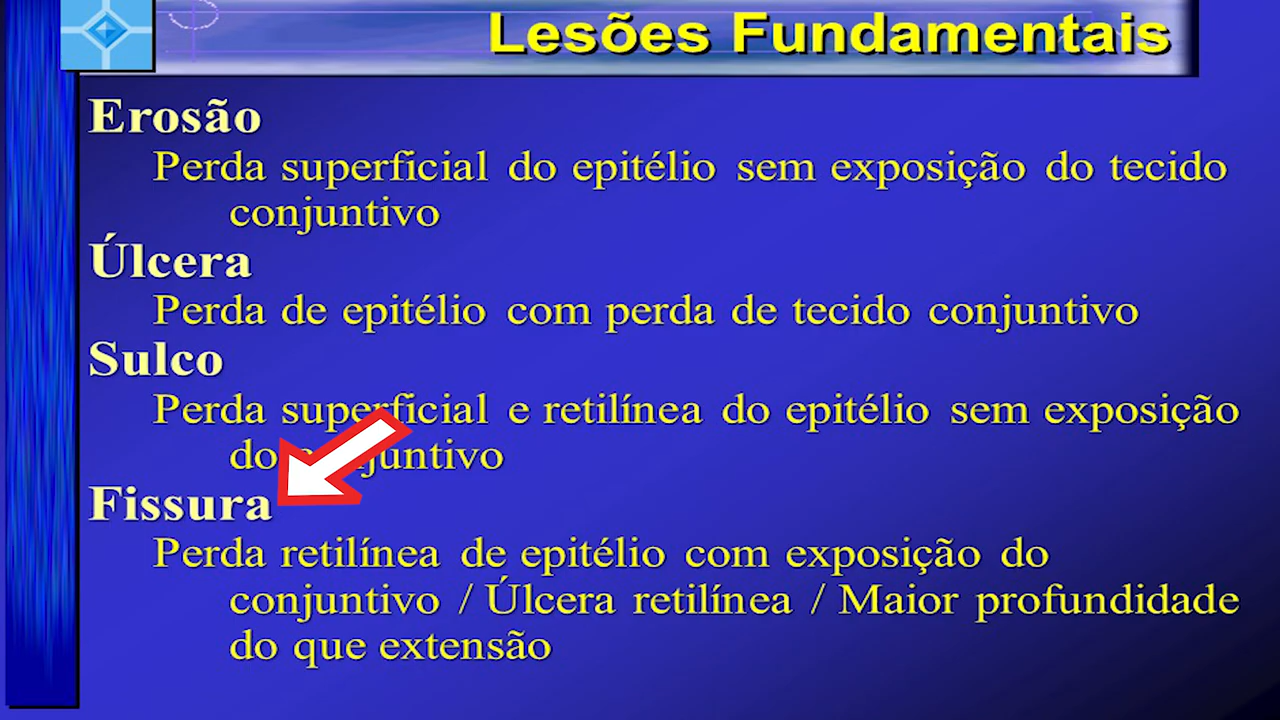 Lesões Fundamentais
Erosão
Perda superficial do epitélio sem exposição do tecido
conjuntivo
Úlcera
Perda de epitélio com perda de tecido conjuntivo
Sulco
Perda superficial e retilínea do epitélio sem exposição
do conjuntivo
Fissura
Perda retilínea de epitélio com exposição do
conjuntivo / Úlcera retilínea / Maior profundidade
do que extensão